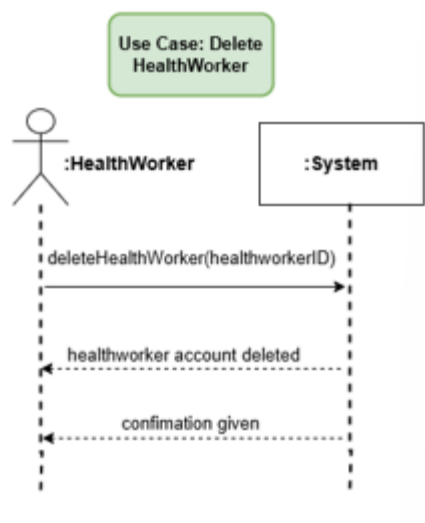 Use Case: Delete
HealthWorker
:HealthWorker
:System
deleteHealthWorker(healthworkerID)
healthworker account deleted
confimation given